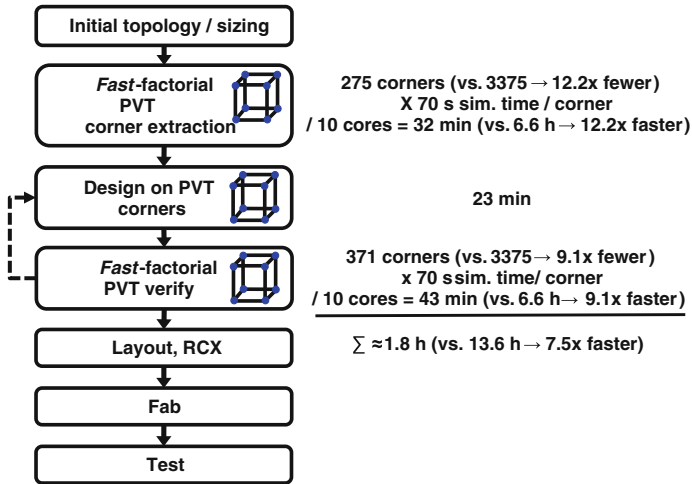 Initial topology / sizing
Fast-factorial
PVT
corner extraction
275 corners (vs. 3375 → 12.2x fewer)
X 70 s sim. time / corner
/ 10 cores = 32 min (vs. 6.6 h → 12.2x faster)
Design on PVT
corners
23 min
Fast-factorial
PVT verify
371 corners (vs. 3375 → 9.1x fewer)
x 70 s sim. time/ corner
/ 10 cores = 43 min (vs. 6.6 h → 9.1x faster)
Layout, RCX
∑ ≈1.8 h (vs. 13.6 h → 7.5x faster)
Fab
Test